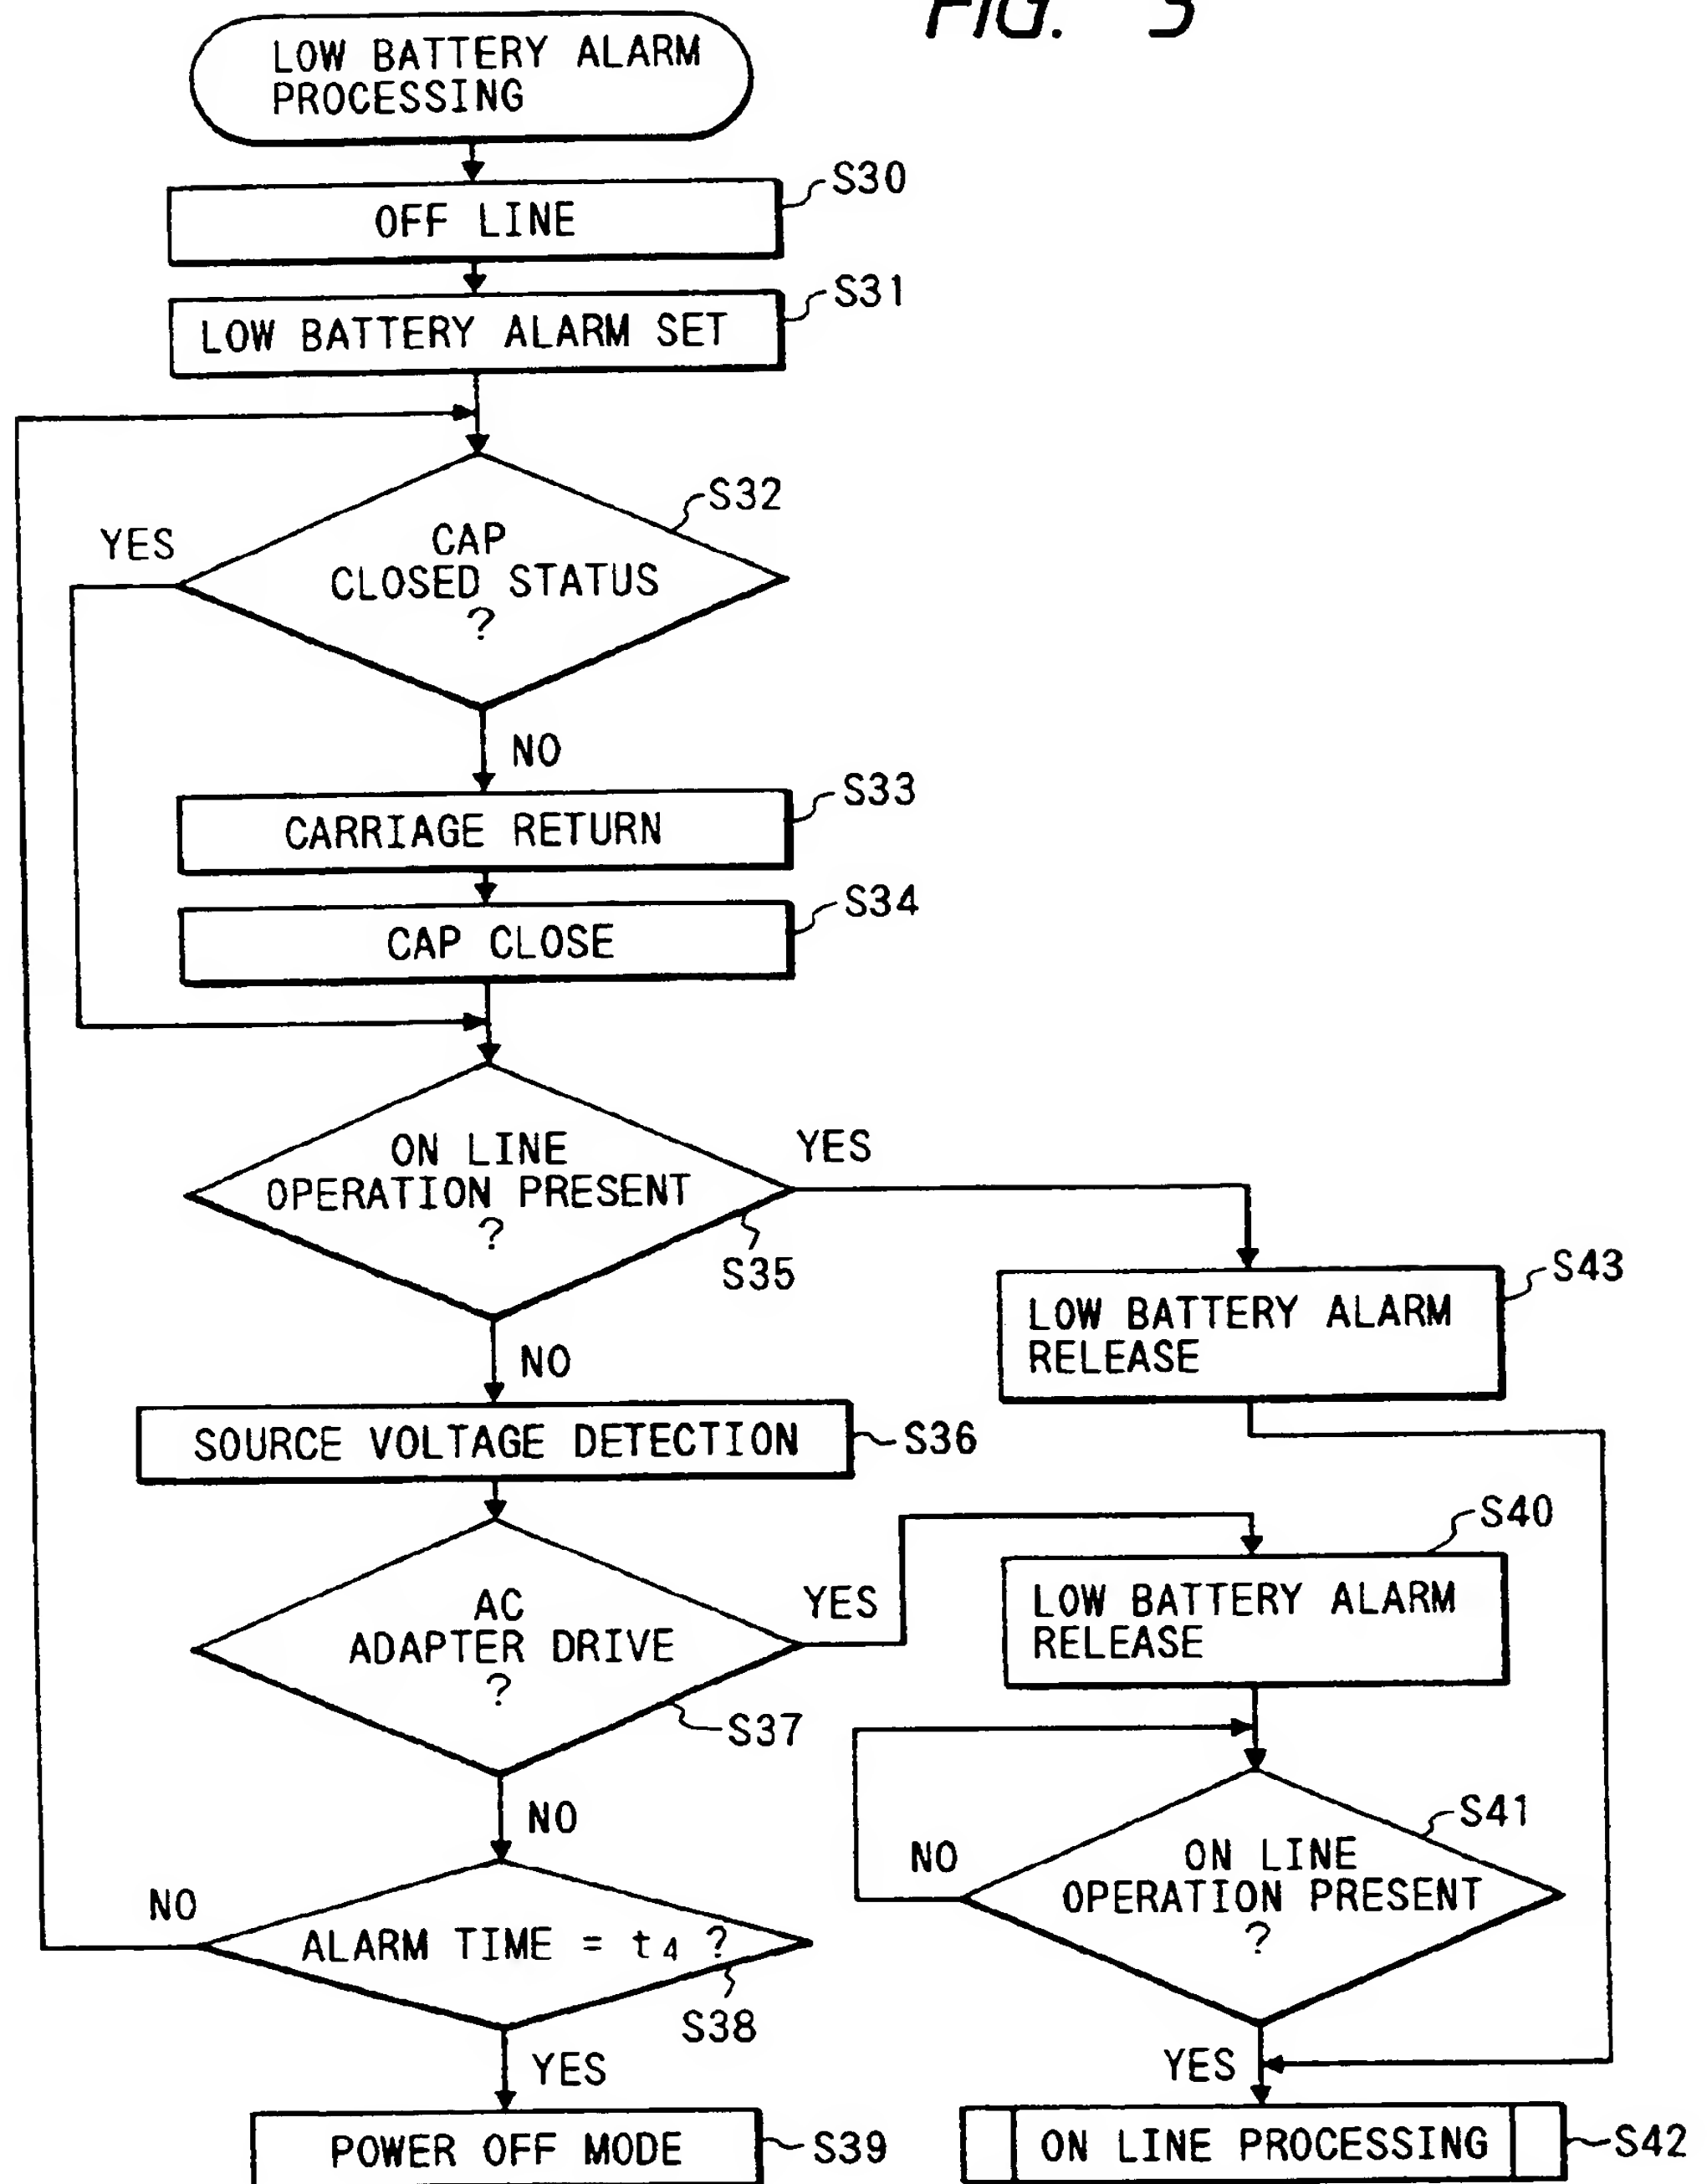 FIG. 5
LOW BATTERY ALARM
PROCESSING
S30
OFF LINE
S31
LOW BATTERY ALARM SET
S32
YES
CAP
CLOSED STATUS
?
NO
S33
CARRIAGE RETURN
S34
CAP CLOSE
ON LINE
OPERATION PRESENT
?
YES
S35
S43
LOW BATTERY ALARM
RELEASE
NO
SOURCE VOLTAGE DETECTION
S36
S40
AC
ADAPTER DRIVE
?
YES
LOW BATTERY ALARM
RELEASE
S37
NO
S41
NO
ON LINE
OPERATION PRESENT
?
NO
ALARM TIME = t4 ?
S38
YES
YES
POWER OFF MODE
S39
ON LINE PROCESSING
S42